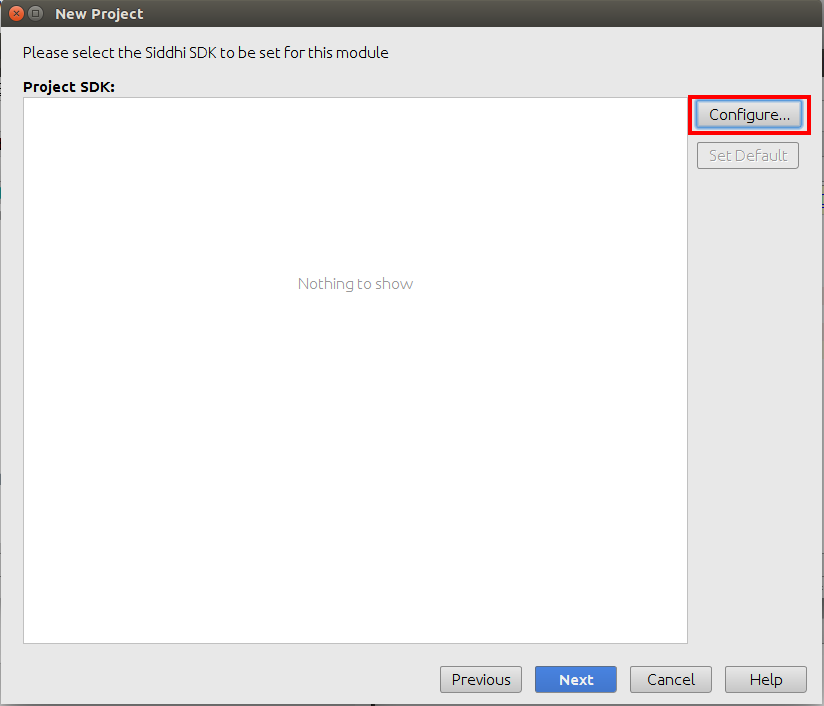 New Project
Please select the Siddhi SDK to be set for this module
Project SDK:
Configure...
Set Default
Nothing to show
Previous
Next
Cancel
Help